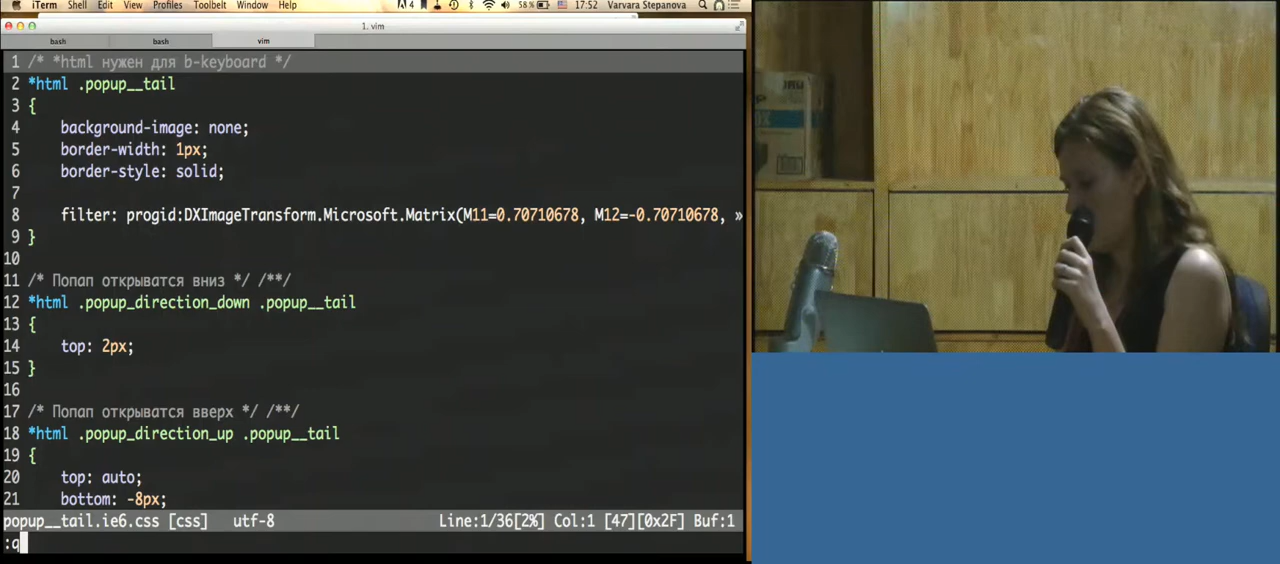 iTerm Shell Edit View Profiles Toolbelt Window Help
4 58% 17:52 Varvara Stepanova
1. vim
bash bash vim
1 /* *html нужен для b-keyboard */
2 *html .popup__tail
3 {
4 background-image: none;
5 border-width: 1px;
6 border-style: solid;
7
8 filter: progid:DXImageTransform.Microsoft.Matrix(M11=0.70710678, M12=-0.70710678, »
9 }
10
11 /* Попап открыватся вниз */ /**/
12 *html .popup_direction_down .popup__tail
13 {
14 top: 2px;
15 }
16
17 /* Попап открыватся вверх */ /**/
18 *html .popup_direction_up .popup__tail
19 {
20 top: auto;
21 bottom: -8px;
popup__tail.ie6.css [css] utf-8 Line:1/36[2%] Col:1 [47][0x2F] Buf:1
:q